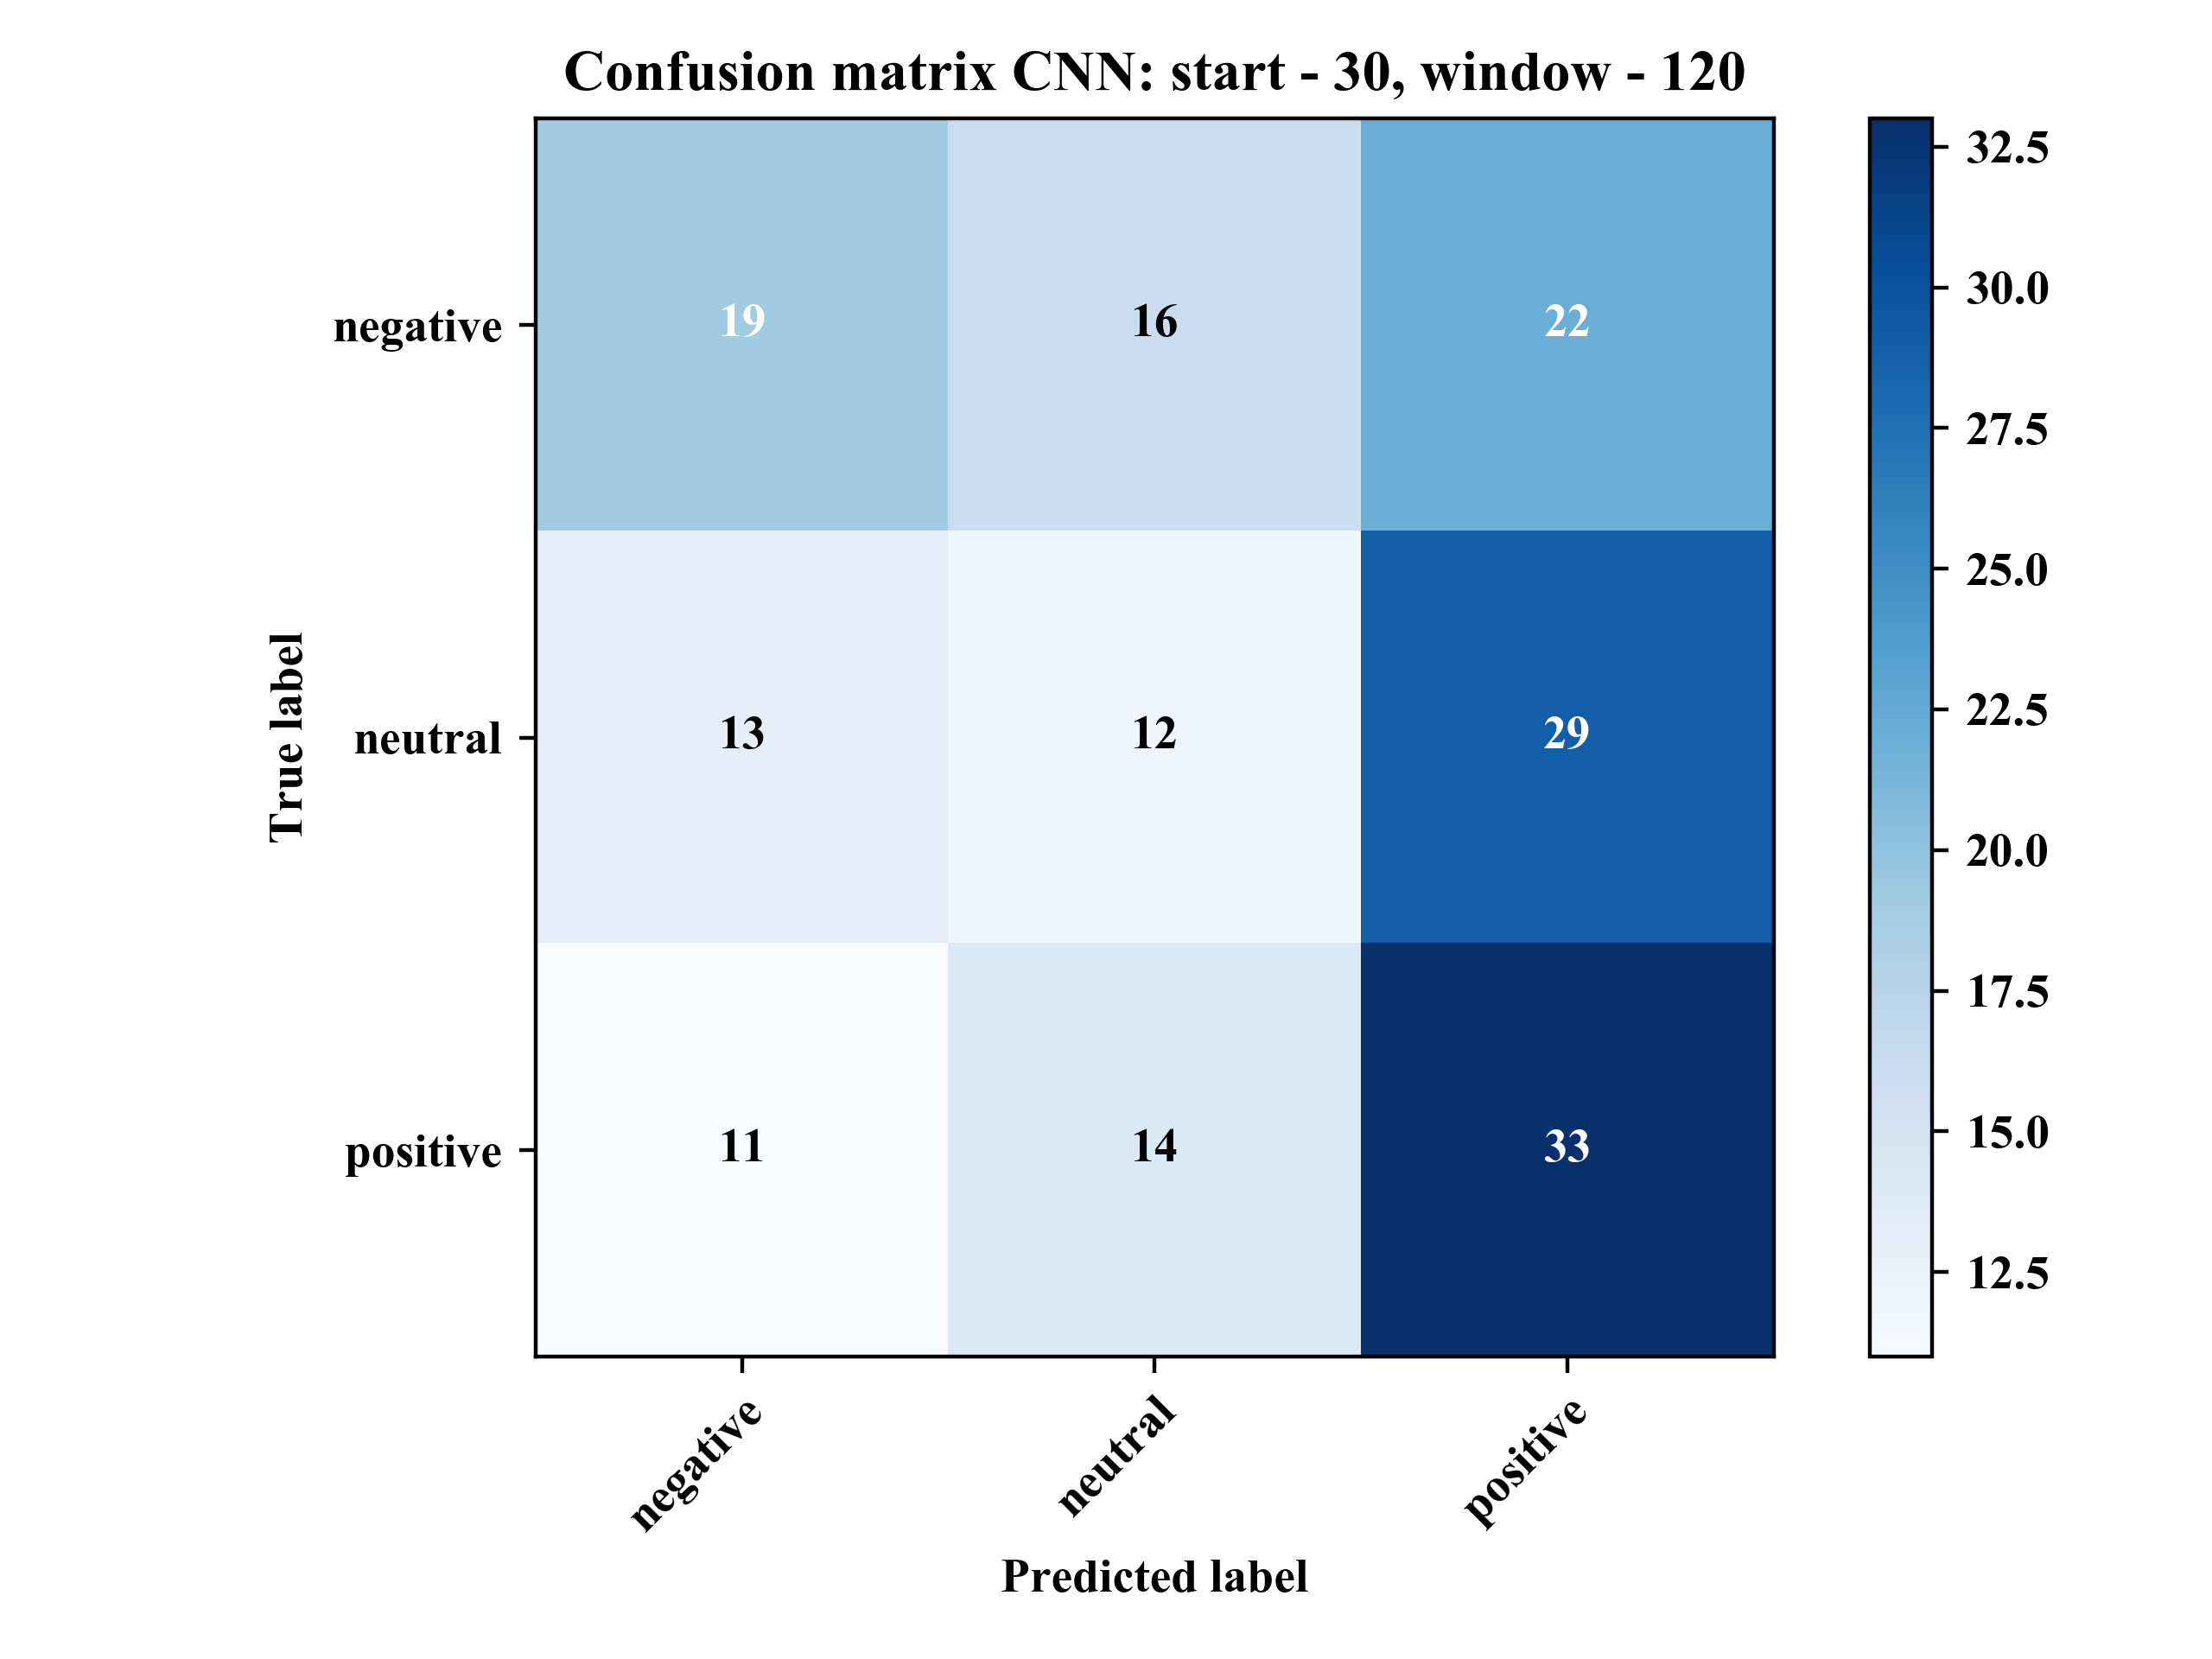 Confusion matrix CNN: start - 30, window - 120
True label
negative
19
16
22
neutral
13
12
29
positive
11
14
33
negative
neutral
positive
Predicted label
32.5
30.0
27.5
25.0
22.5
20.0
17.5
15.0
12.5